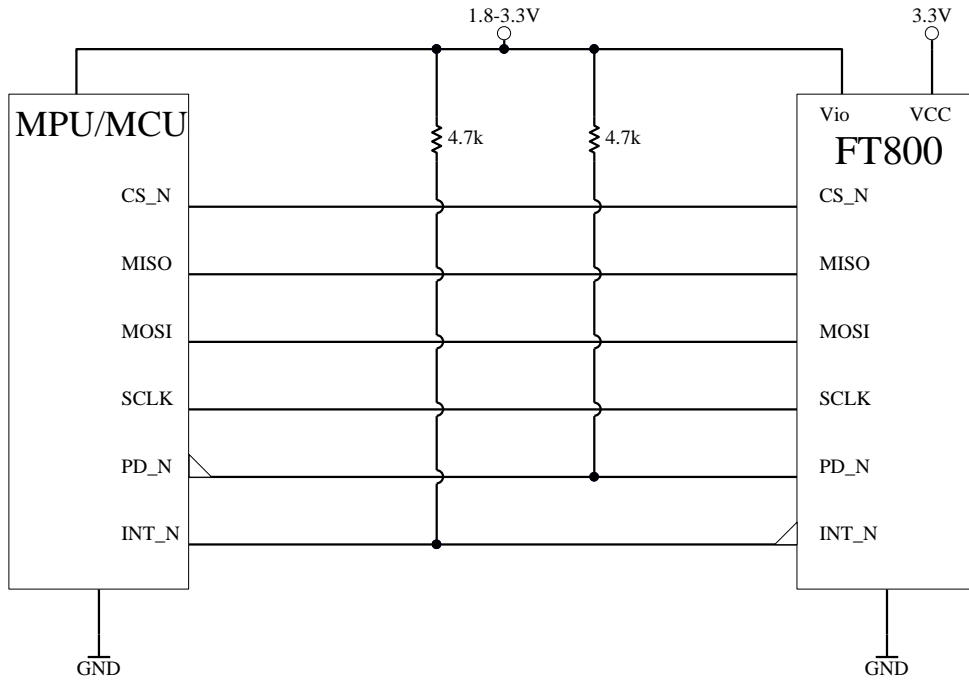 1.8-3.3V
3.3V
MPU/MCU
Vio
VCC
FT800
4.7k
4.7k
CS_N
CS_N
MISO
MISO
MOSI
MOSI
SCLK
SCLK
PD_N
PD_N
INT_N
INT_N
GND
GND